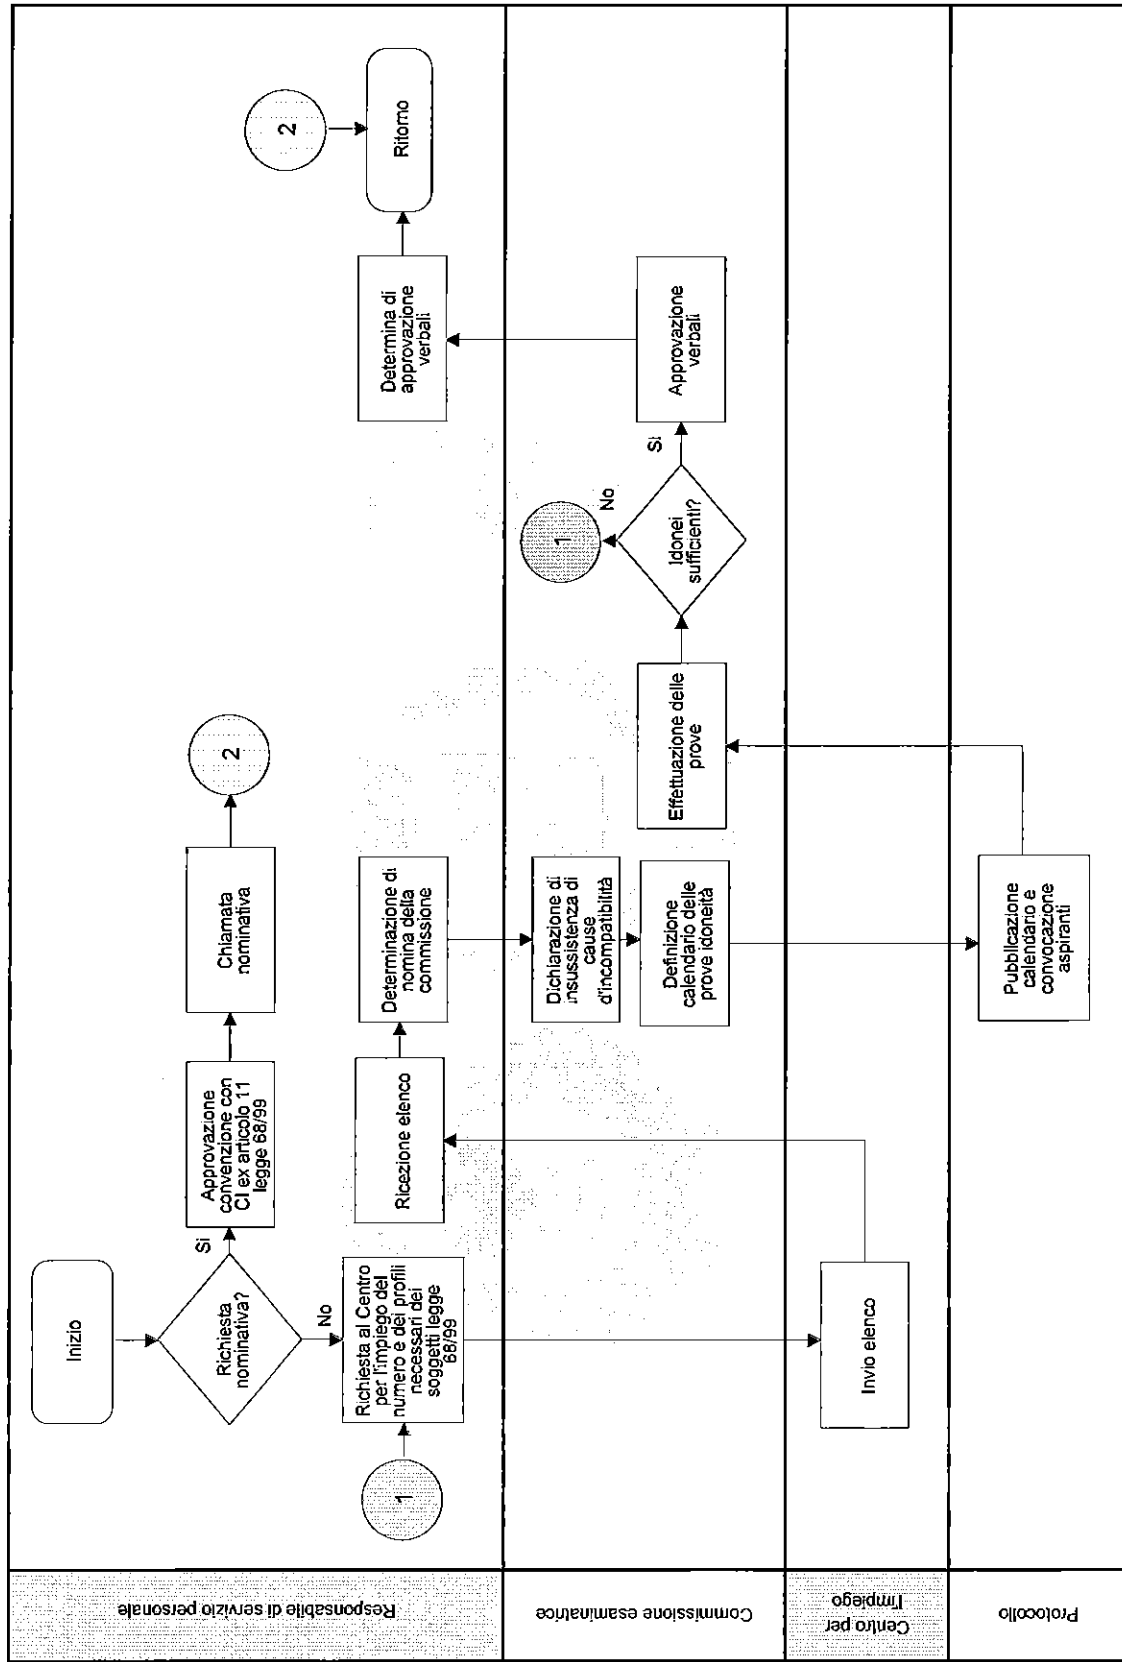 Responsabile di servizio personale
Inizio
Richiesta
nominativa?
Si
No
Approvazione
convenzione con
CI ex articolo 11
legge 68/99
Chiamata
nominativa
2
1
Richiesta al Centro
per l'impiego del
numero e dei profili
necessari dei
soggetti legge
68/99
Ricezione elenco
Determinazione di
nomina della
commissione
Determina di
approvazione
verbali
2
Ritorno
Commissione esaminatrice
Dichiarazione di
insussistenza di
cause
d'incompatibilità
Definizione
calendario delle
prove idoneità
Effettuazione delle
prove
Idonei
sufficienti?
No
1
Si
Approvazione
verbali
Centro per
l'impiego
Invio elenco
Protocollo
Pubblicazione
calendario e
convocazione
aspiranti